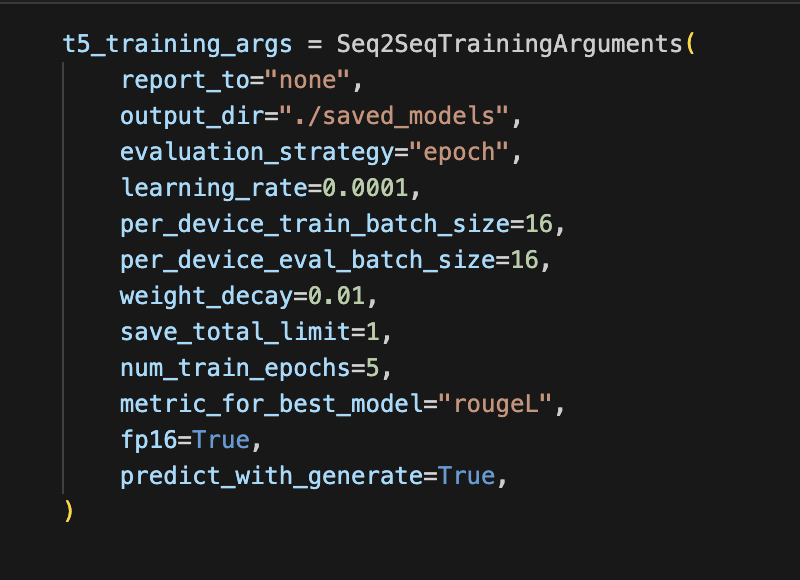 t5_training_args = Seq2SeqTrainingArguments(
    report_to="none",
    output_dir="./saved_models",
    evaluation_strategy="epoch",
    learning_rate=0.0001,
    per_device_train_batch_size=16,
    per_device_eval_batch_size=16,
    weight_decay=0.01,
    save_total_limit=1,
    num_train_epochs=5,
    metric_for_best_model="rougeL",
    fp16=True,
    predict_with_generate=True,
)